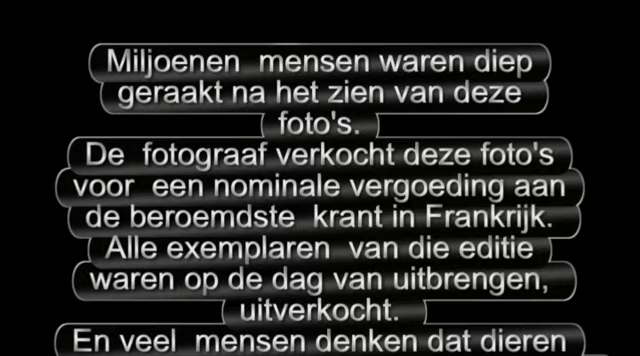 Miljoenen mensen waren diep
geraakt na het zien van deze
foto's.
De fotograaf verkocht deze foto's
voor een nominale vergoeding aan
de beroemdste krant in Frankrijk.
Alle exemplaren van die editie
waren op de dag van uitbrengen,
uitverkocht.
En veel mensen denken dat dieren